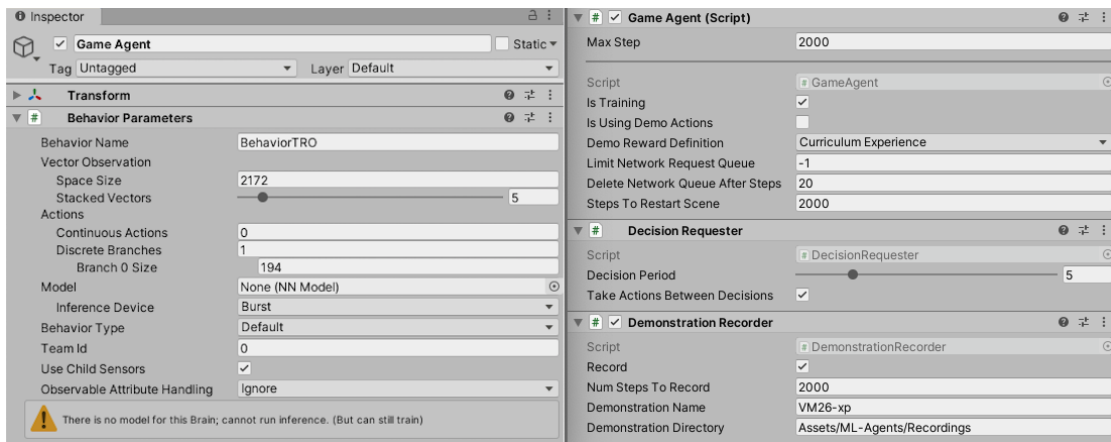 Inspector
Game Agent
Static
Tag Untagged Layer Default
Transform
# Behavior Parameters
Behavior Name BehaviorTRO
Vector Observation
Space Size 2172
Stacked Vectors 5
Actions
Continuous Actions 0
Discrete Branches 1
Branch 0 Size 194
Model None (NN Model)
Inference Device Burst
Behavior Type Default
Team Id 0
Use Child Sensors
Observable Attribute Handling Ignore
There is no model for this Brain; cannot run inference. (But can still train)
# Game Agent (Script)
Max Step 2000
Script # GameAgent
Is Training
Is Using Demo Actions
Demo Reward Definition Curriculum Experience
Limit Network Request Queue -1
Delete Network Queue After Steps 20
Steps To Restart Scene 2000
# Decision Requester
Script # DecisionRequester
Decision Period 5
Take Actions Between Decisions
# Demonstration Recorder
Script # DemonstrationRecorder
Record
Num Steps To Record 2000
Demonstration Name VM26-xp
Demonstration Directory Assets/ML-Agents/Recordings